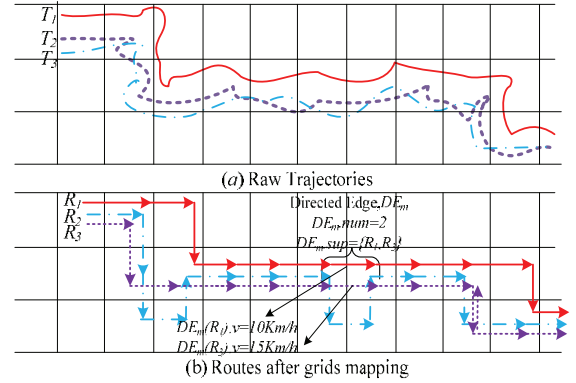 T1
T2
T3
(a) Raw Trajectories
R1
R2
R3
Directed Edge,DEm
DEm.num=2
DEm.sup={R1,R3}
DEm(R1).v=10Km/h
DEm(R3).v=15Km/h
(b) Routes after grids mapping